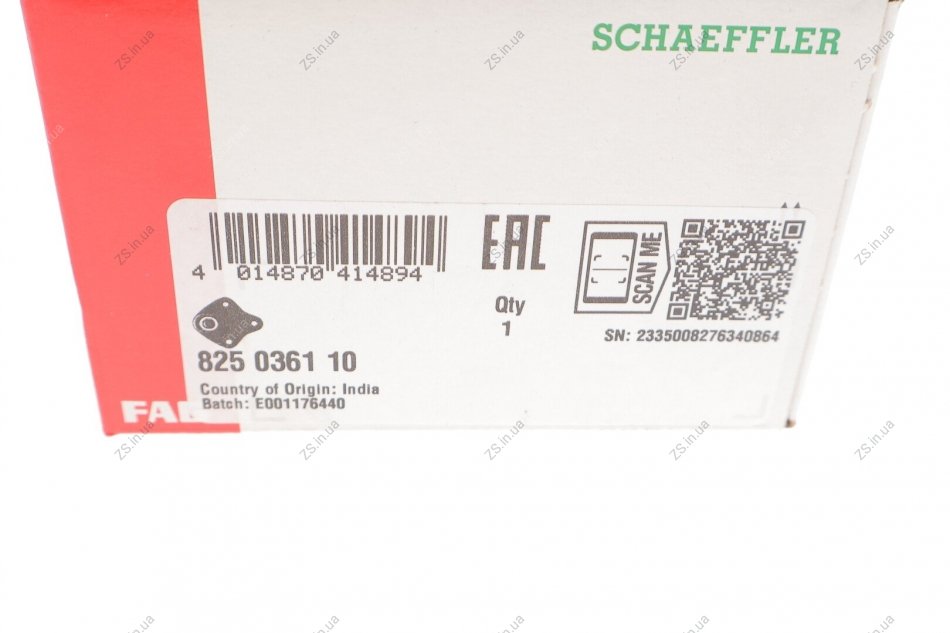 SCHAEFFLER
4 014870 414894
EAC
Qty
1
SCAN ME
SN: 2335008276340864
825 0361 10
Country of Origin: India
Batch: E001176440
FA
ZS.in.ua